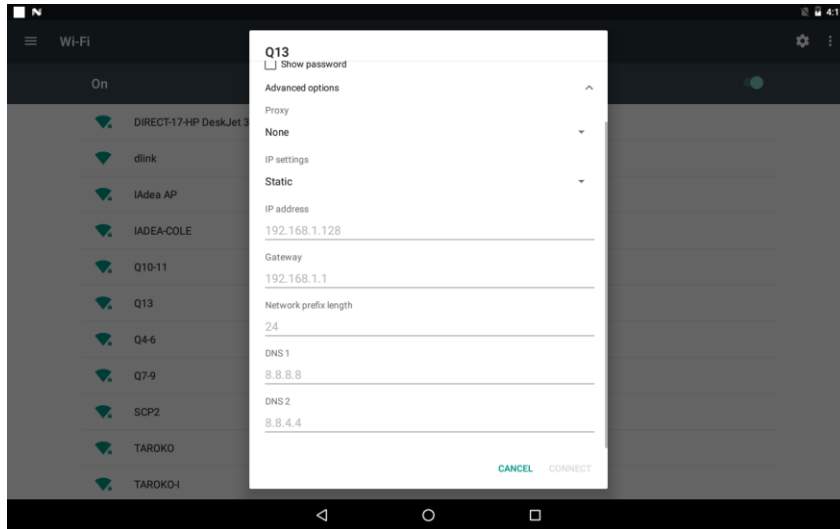 4:1
Wi-Fi
On
DIRECT-17-HP DeskJet 3
dlink
IAdea AP
IADEA-COLE
Q10-11
Q13
Q4-6
Q7-9
SCP2
TAROKO
TAROKO-I
Q13
Show password
Advanced options
Proxy
None
IP settings
Static
IP address
192.168.1.128
Gateway
192.168.1.1
Network prefix length
24
DNS 1
8.8.8.8
DNS 2
8.8.4.4
CANCEL CONNECT